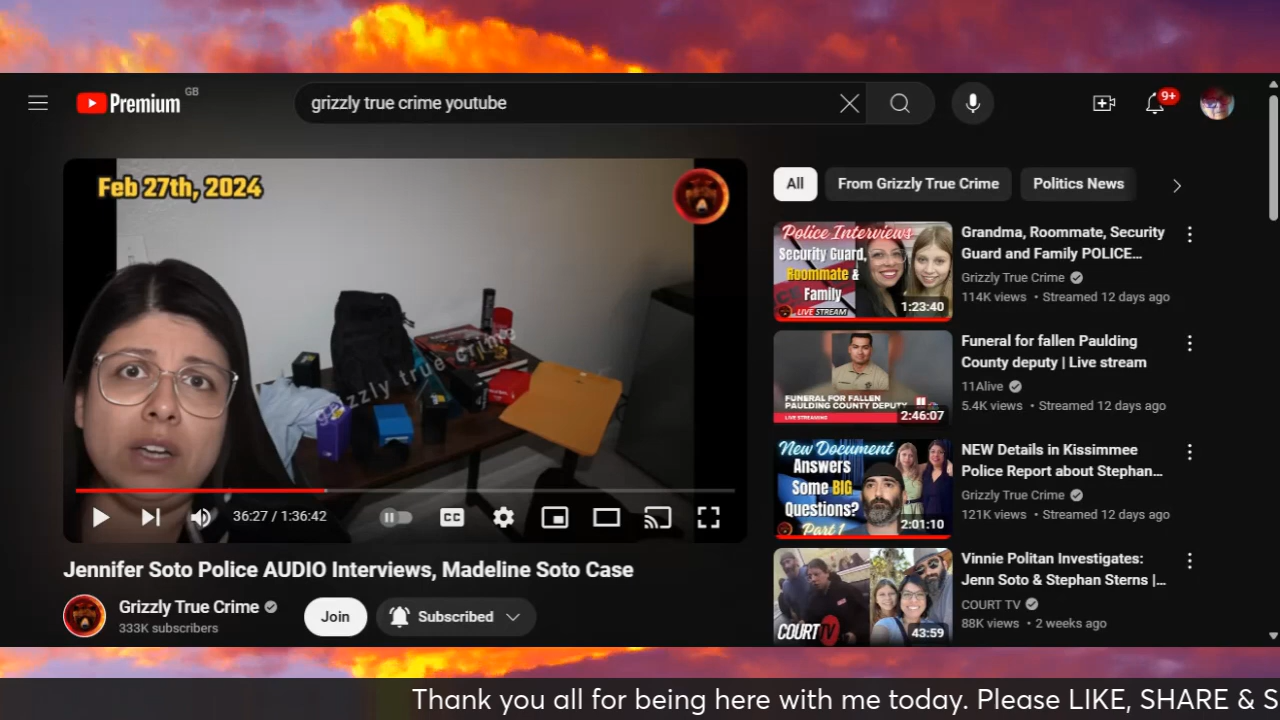 Premium
GB
grizzly true crime youtube
9+
Feb 27th, 2024
grizzly true crime
36:27 / 1:36:42
CC
Jennifer Soto Police AUDIO Interviews, Madeline Soto Case
Grizzly True Crime
333K subscribers
Join
Subscribed
All
From Grizzly True Crime
Politics News
Police Interviews
Security Guard,
Roommate &
Family
LIVE STREAM
1:23:40
Grandma, Roommate, Security
Guard and Family POLICE...
Grizzly True Crime
114K views • Streamed 12 days ago
FUNERAL FOR FALLEN
PAULDING COUNTY DEPUTY
LIVE STREAMING
2:46:07
Funeral for fallen Paulding
County deputy | Live stream
11Alive
5.4K views • Streamed 12 days ago
New Document
Answers
Some BIG
Questions?
Part 1
2:01:10
NEW Details in Kissimmee
Police Report about Stephan...
Grizzly True Crime
121K views • Streamed 12 days ago
COURT TV
43:59
Vinnie Politan Investigates:
Jenn Soto & Stephan Sterns |...
COURT TV
88K views • 2 weeks ago
Thank you all for being here with me today. Please LIKE, SHARE & S